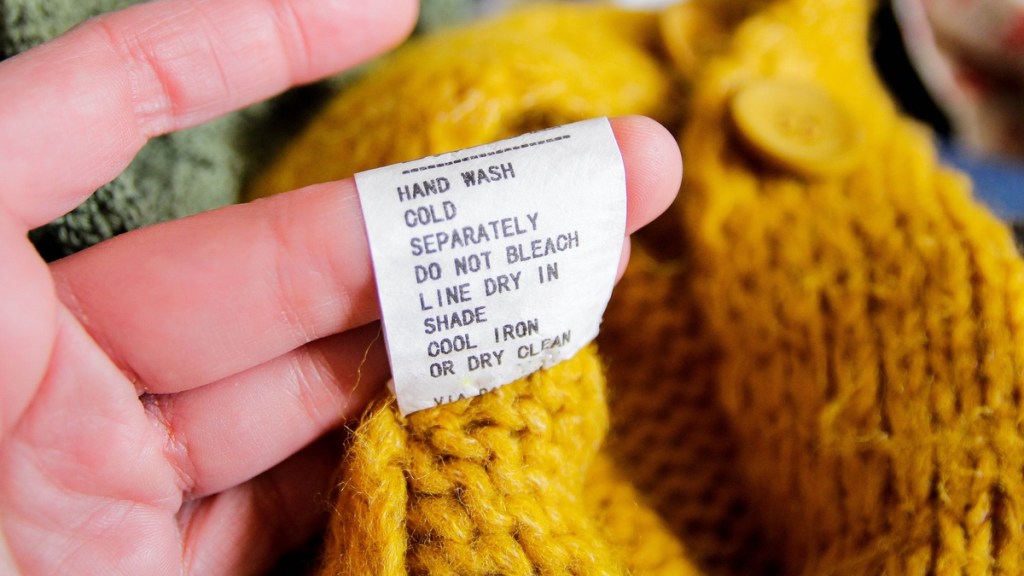 HAND WASH
COLD
SEPARATELY
DO NOT BLEACH
LINE DRY IN
SHADE
COOL IRON
OR DRY CLEAN